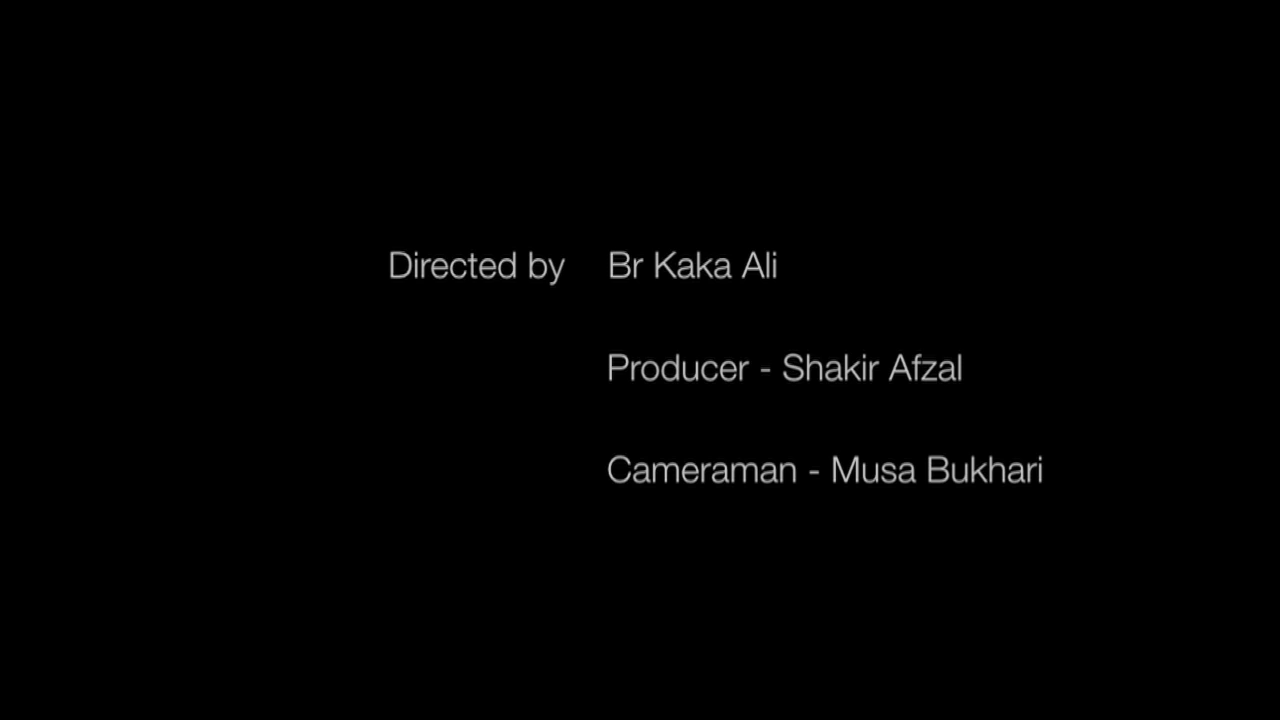 Directed by Br Kaka Ali
Producer - Shakir Afzal
Cameraman - Musa Bukhari